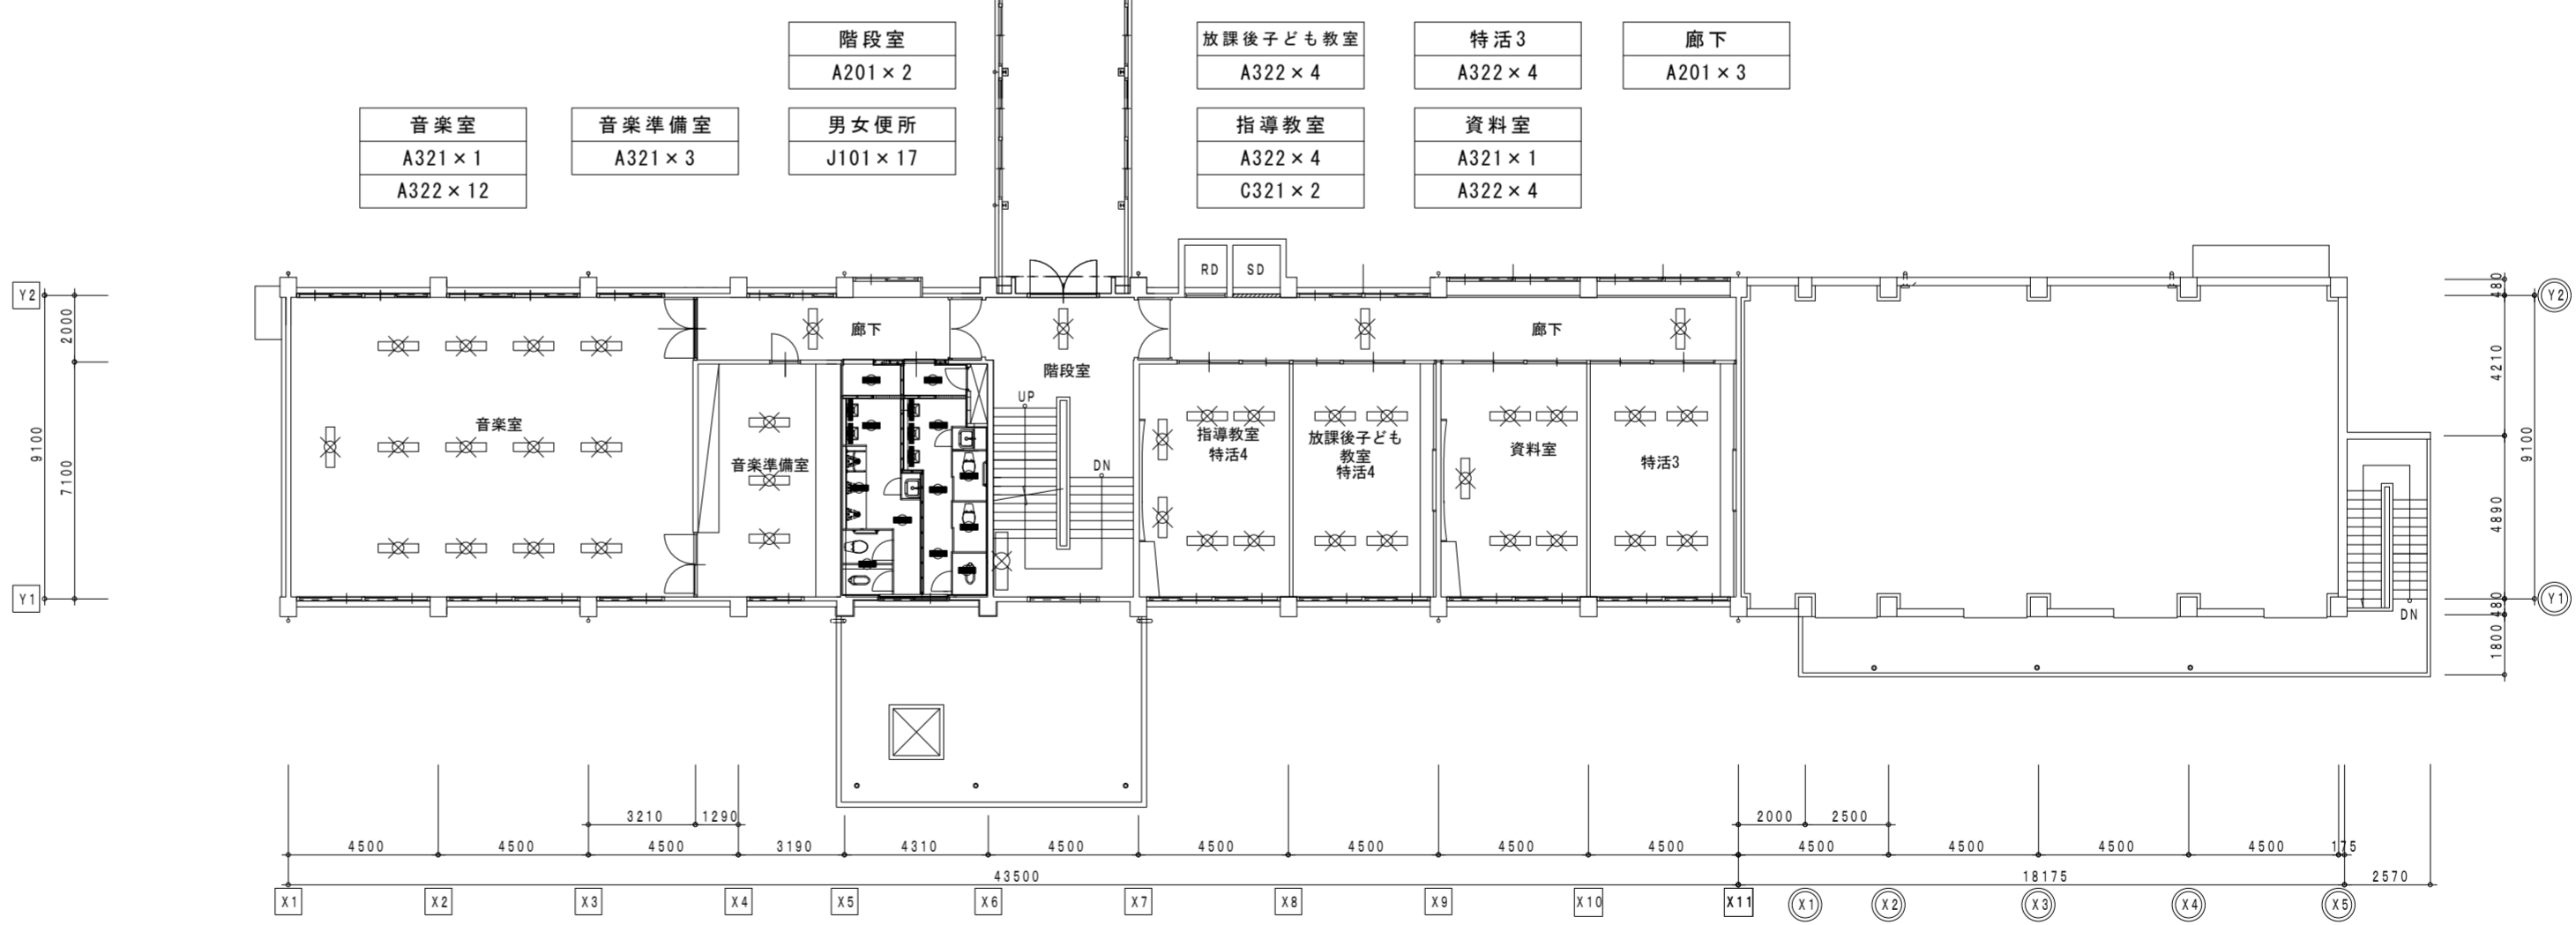 階段室
A201×2
放課後子ども教室
A322×4
特活3
A322×4
廊下
A201×3
音楽室
A321×1
A322×12
音楽準備室
A321×3
男女便所
J101×17
指導教室
A322×4
C321×2
資料室
A321×1
A322×4
RD
SD
Y2
Y1
2000
7100
9100
廊下
階段室
廊下
音楽室
音楽準備室
UP
DN
指導教室
特活4
放課後子ども
教室
特活4
資料室
特活3
DN
480
4210
4890
480
1800
9100
Y2
Y1
3210
1290
2000
2500
4500
4500
4500
3190
4310
4500
4500
4500
4500
4500
4500
4500
4500
4500
175
43500
18175
2570
X1
X2
X3
X4
X5
X6
X7
X8
X9
X10
X11
X1
X2
X3
X4
X5